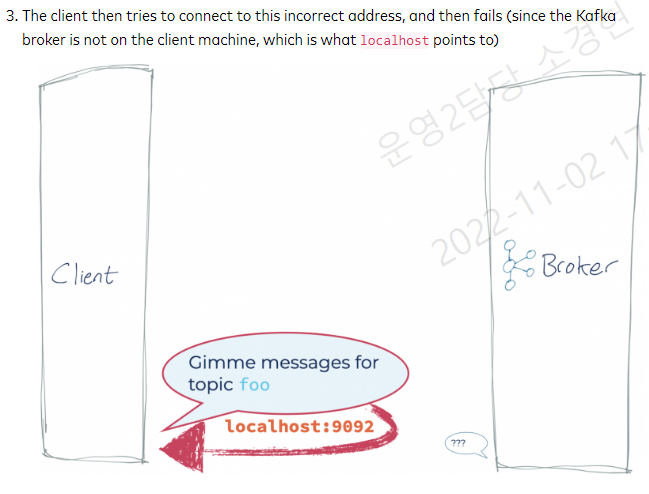 3. The client then tries to connect to this incorrect address, and then fails (since the Kafka
broker is not on the client machine, which is what localhost points to)
운영2담당 소경현
2022-11-02 17
Client
Broker
Gimme messages for
topic foo
localhost:9092
???